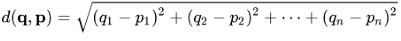 d(q, p) = √((q₁ − p₁)² + (q₂ − p₂)² + ⋯ + (qₙ − pₙ)²)